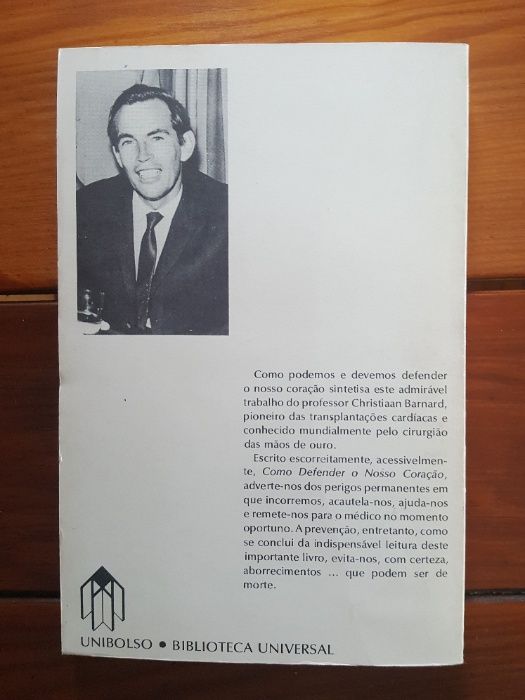 Como podemos e devemos defender
o nosso coração sintetisa este admirável
trabalho do professor Christiaan Barnard,
pioneiro das transplantações cardíacas e
conhecido mundialmente pelo cirurgião
das mãos de ouro.
Escrito escorreitamente, acessivelmen-
te, Como Defender o Nosso Coração,
adverte-nos dos perigos permanentes em
que incorremos, acautela-nos, ajuda-nos
e remete-nos para o médico no momento
oportuno. A prevenção, entretanto, como
se conclui da indispensável leitura deste
importante livro, evita-nos, com certeza,
aborrecimentos ... que podem ser de
morte.
UNIBOLSO • BIBLIOTECA UNIVERSAL